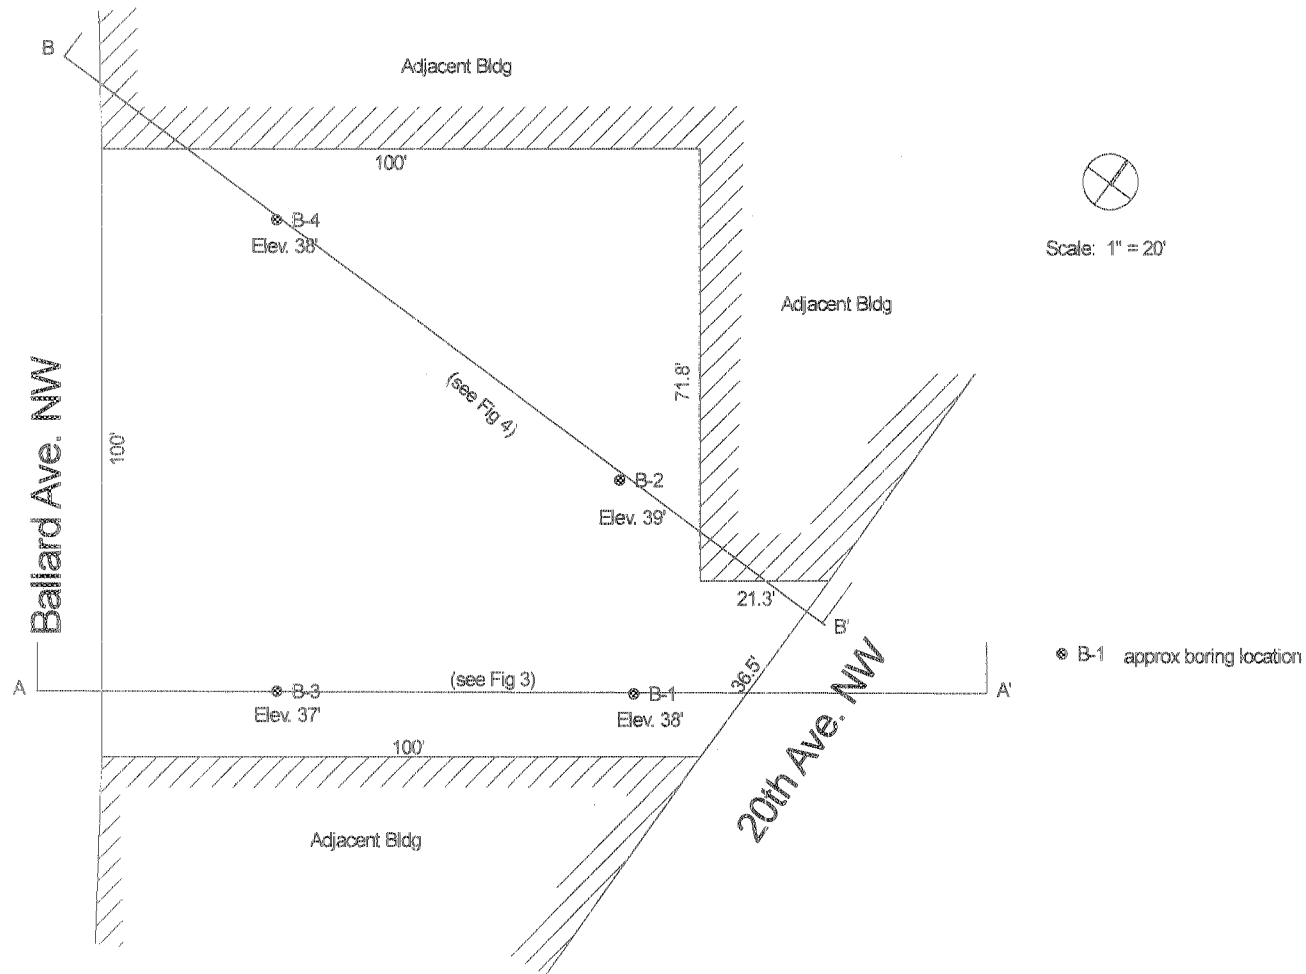 B
Adjacent Bldg
100'
B-4
Elev. 38'
Scale: 1" = 20'
Adjacent Bldg
71.8'
(see Fig 4)
Ballard Ave. NW
100'
B-2
Elev. 39'
21.3'
B'
36.5'
20th Ave. NW
B-1 approx boring location
A
B-3
(see Fig 3)
B-1
A'
Elev. 37'
Elev. 38'
100'
Adjacent Bldg